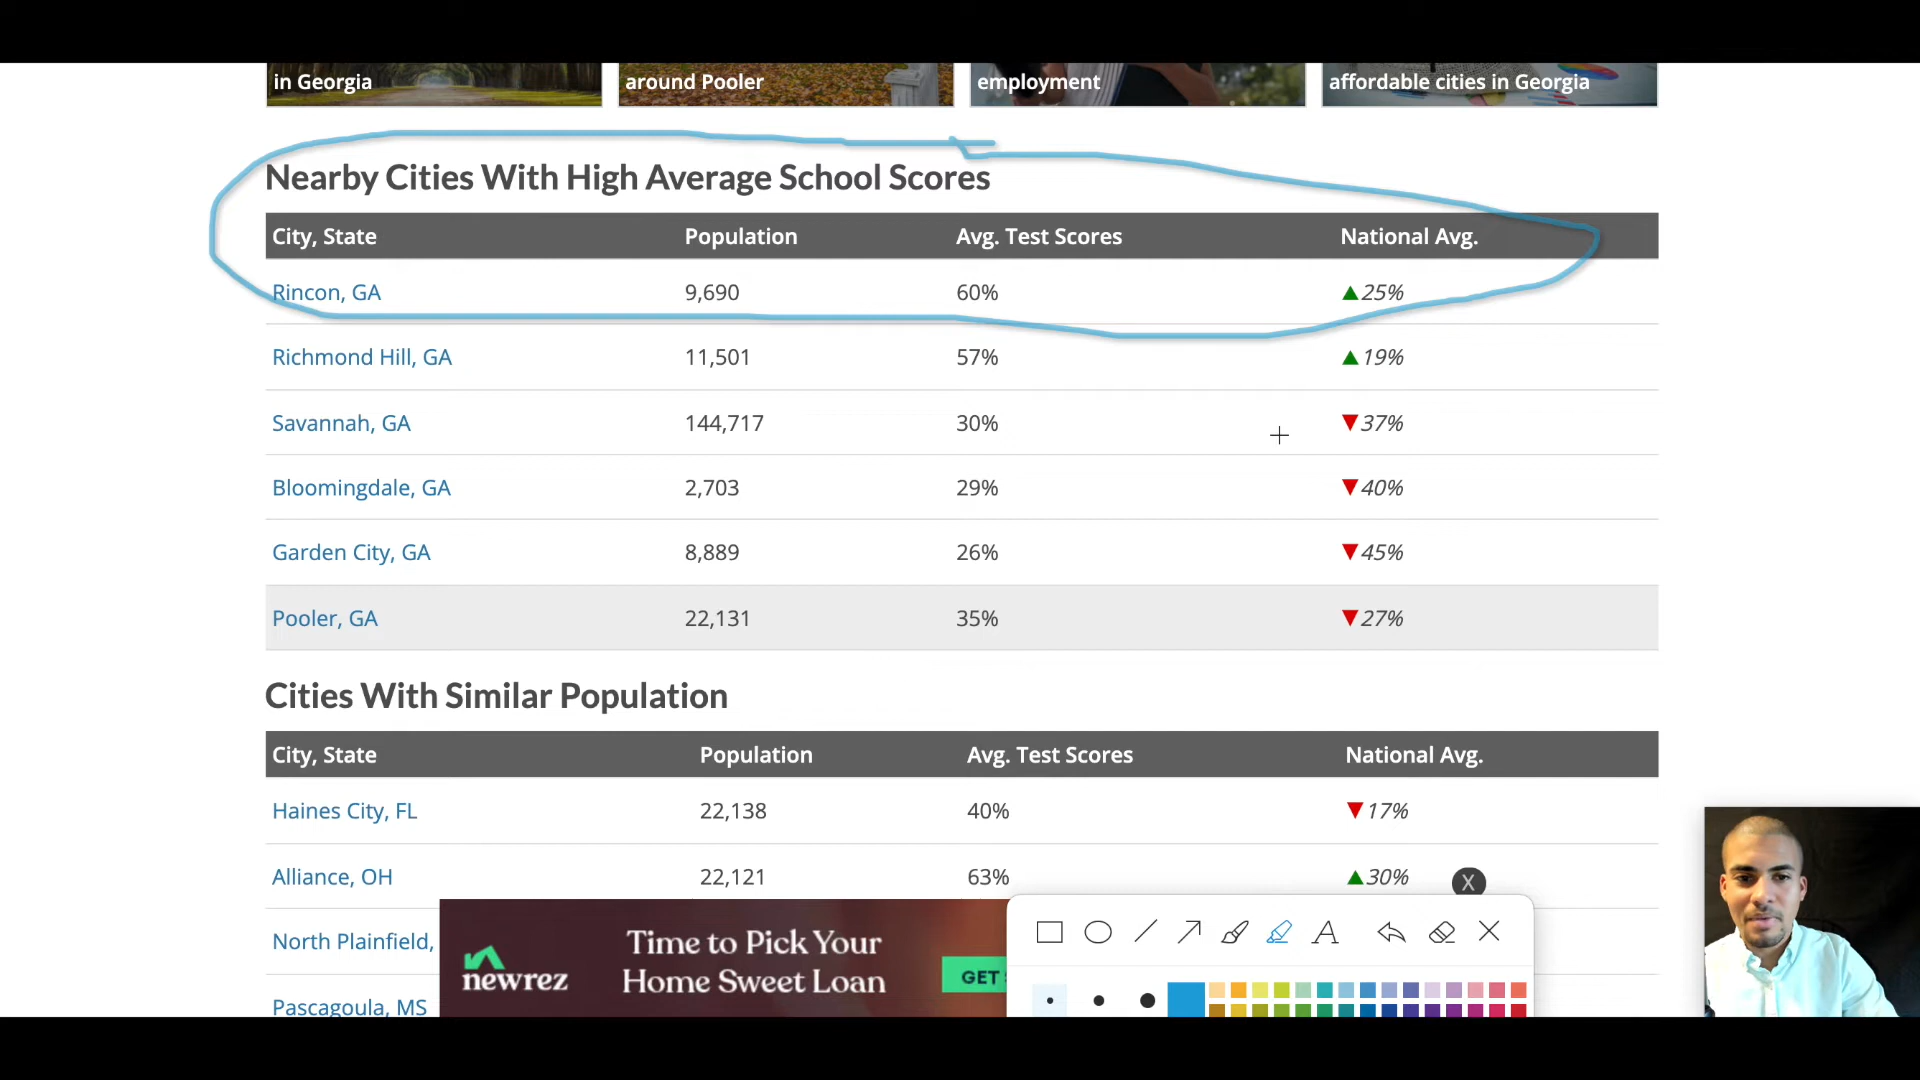 in Georgia
around Pooler
employment
affordable cities in Georgia
Nearby Cities With High Average School Scores
City, State Population Avg. Test Scores National Avg.
Rincon, GA 9,690 60% ▲25%
Richmond Hill, GA 11,501 57% ▲19%
Savannah, GA 144,717 30% ▼37%
Bloomingdale, GA 2,703 29% ▼40%
Garden City, GA 8,889 26% ▼45%
Pooler, GA 22,131 35% ▼27%
Cities With Similar Population
City, State Population Avg. Test Scores National Avg.
Haines City, FL 22,138 40% ▼17%
Alliance, OH 22,121 63% ▲30%
X
North Plainfield,
Pascagoula, MS
newrez
Time to Pick Your
Home Sweet Loan
GET
A